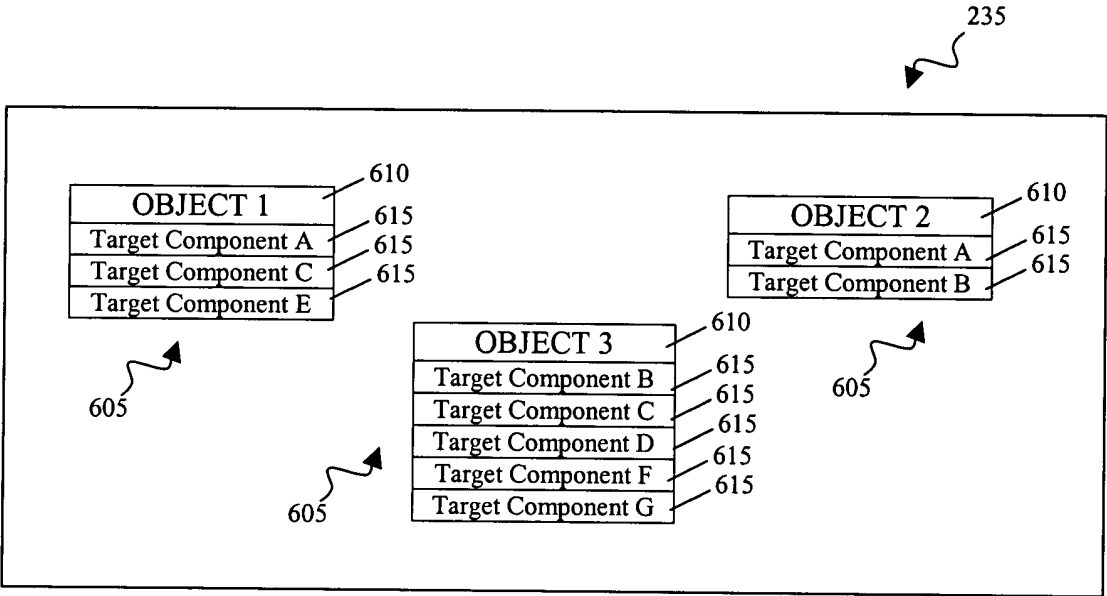 235
610
OBJECT 1
615
Target Component A
615
Target Component C
615
Target Component E
605
610
OBJECT 2
615
Target Component A
615
Target Component B
605
610
OBJECT 3
615
Target Component B
615
Target Component C
615
Target Component D
615
Target Component F
615
Target Component G
605